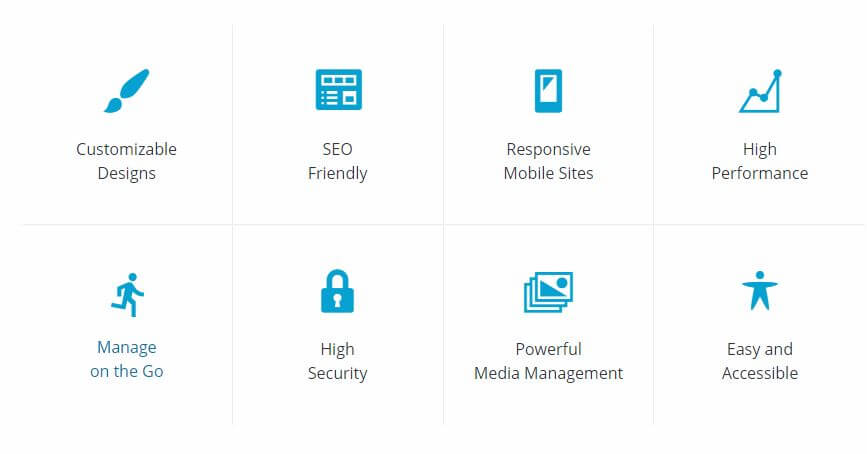 Customizable
Designs
SEO
Friendly
Responsive
Mobile Sites
High
Performance
Manage
on the Go
High
Security
Powerful
Media Management
Easy and
Accessible